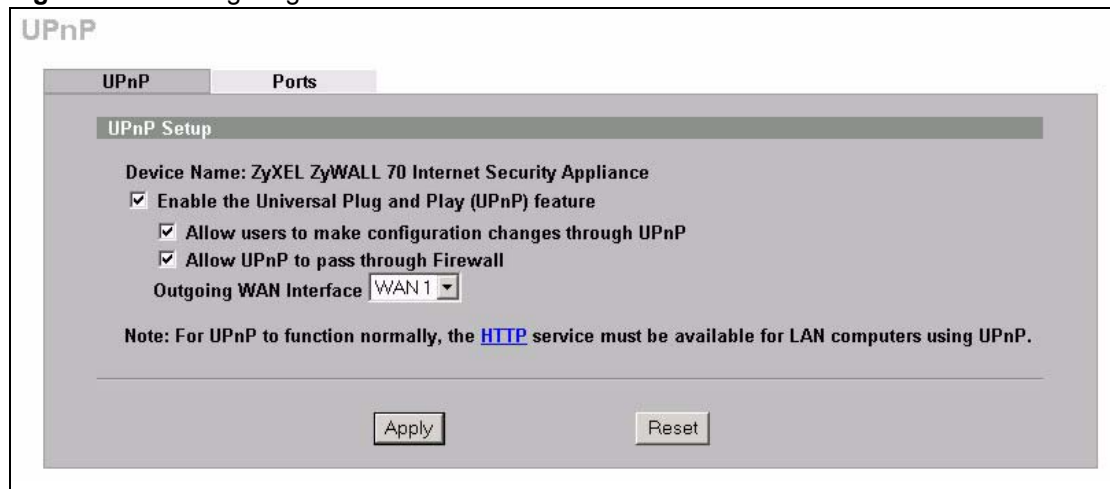 UPnP
UPnP Ports
UPnP Setup
Device Name: ZyXEL ZyWALL 70 Internet Security Appliance
Enable the Universal Plug and Play (UPnP) feature
Allow users to make configuration changes through UPnP
Allow UPnP to pass through Firewall
Outgoing WAN Interface WAN 1
Note: For UPnP to function normally, the HTTP service must be available for LAN computers using UPnP.
Apply Reset